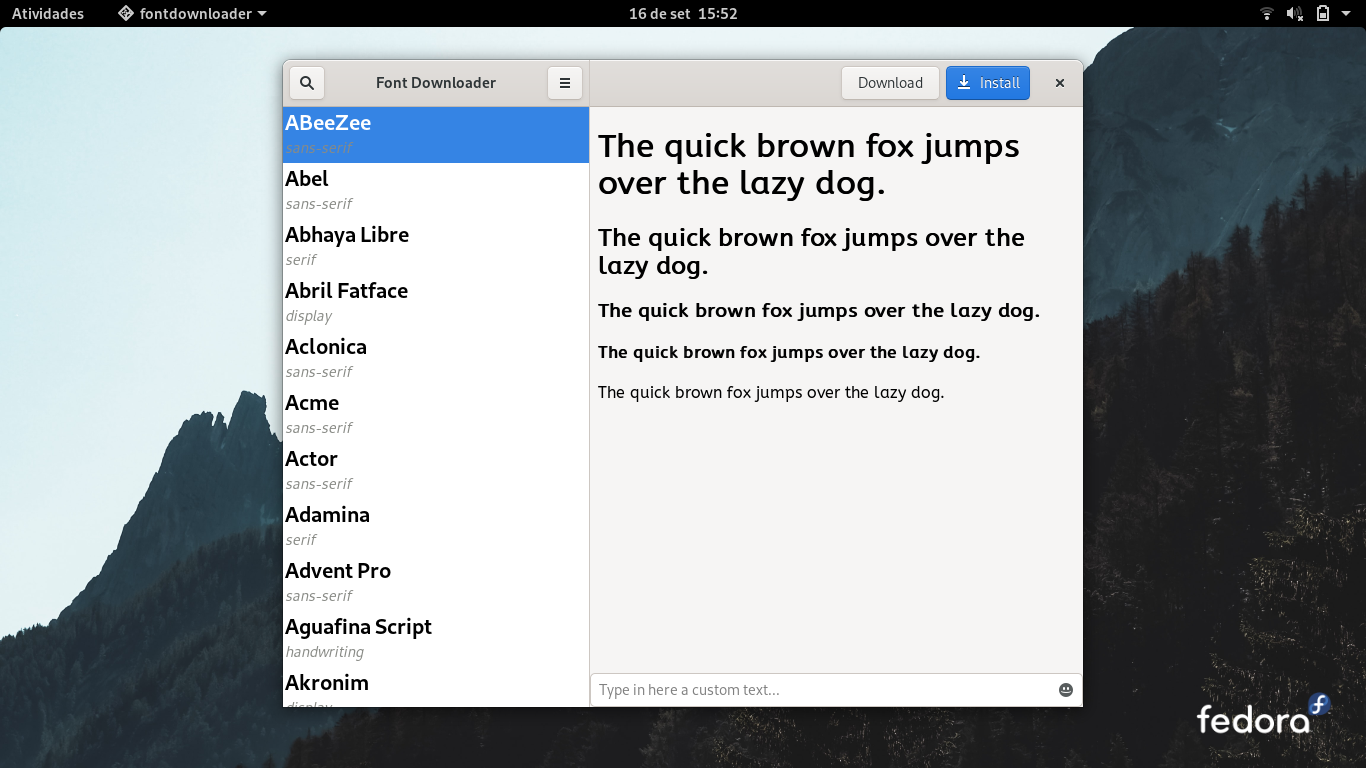 Atividades
fontdownloader
16 de set 15:52
Font Downloader
Download
Install
ABeeZee
sans-serif
Abel
sans-serif
Abhaya Libre
serif
Abril Fatface
display
Aclonica
sans-serif
Acme
sans-serif
Actor
sans-serif
Adamina
serif
Advent Pro
sans-serif
Aguafina Script
handwriting
Akronim
display
The quick brown fox jumps
over the lazy dog.
The quick brown fox jumps over the
lazy dog.
The quick brown fox jumps over the lazy dog.
The quick brown fox jumps over the lazy dog.
The quick brown fox jumps over the lazy dog.
Type in here a custom text...
fedora